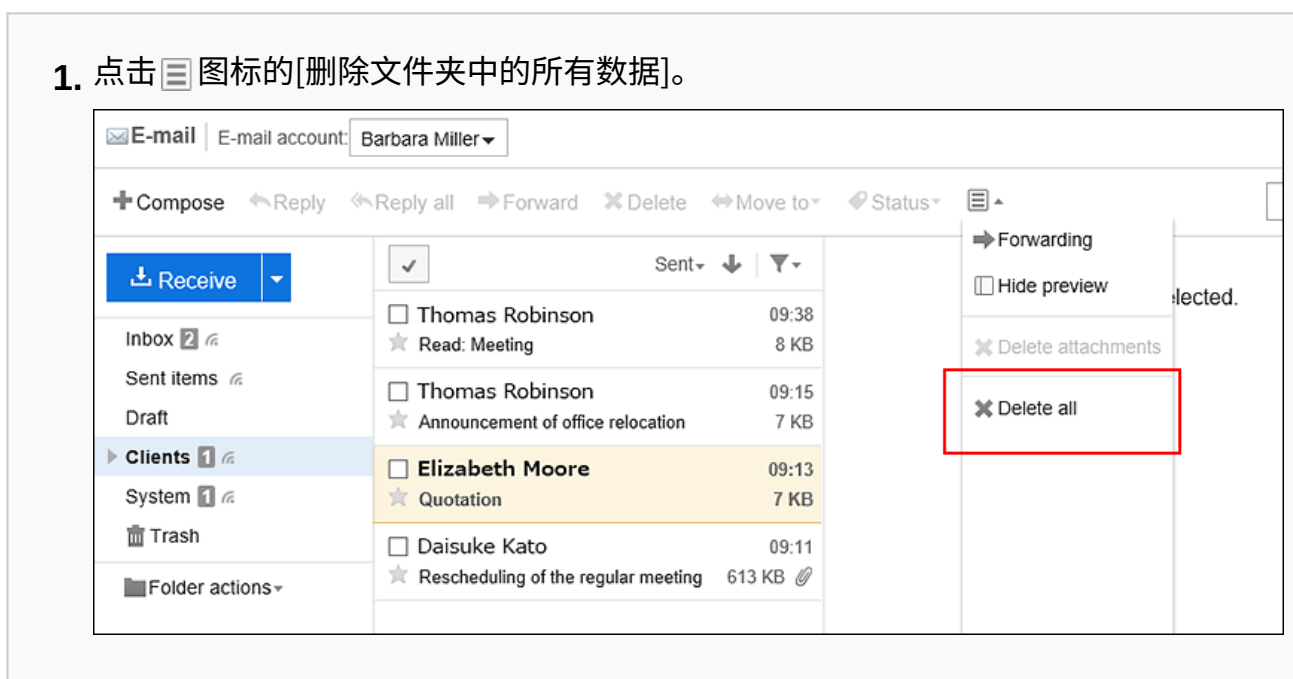 1. 点击 图标的[删除文件夹中的所有数据]。
E-mail E-mail account: Barbara Miller
Compose Reply Reply all Forward Delete Move to Status
Forwarding
Hide preview
elected.
Delete attachments
Delete all
Receive
Inbox 2
Sent items
Draft
Clients 1
System 1
Trash
Folder actions
Sent
Thomas Robinson 09:38
Read: Meeting 8 KB
Thomas Robinson 09:15
Announcement of office relocation 7 KB
Elizabeth Moore 09:13
Quotation 7 KB
Daisuke Kato 09:11
Rescheduling of the regular meeting 613 KB